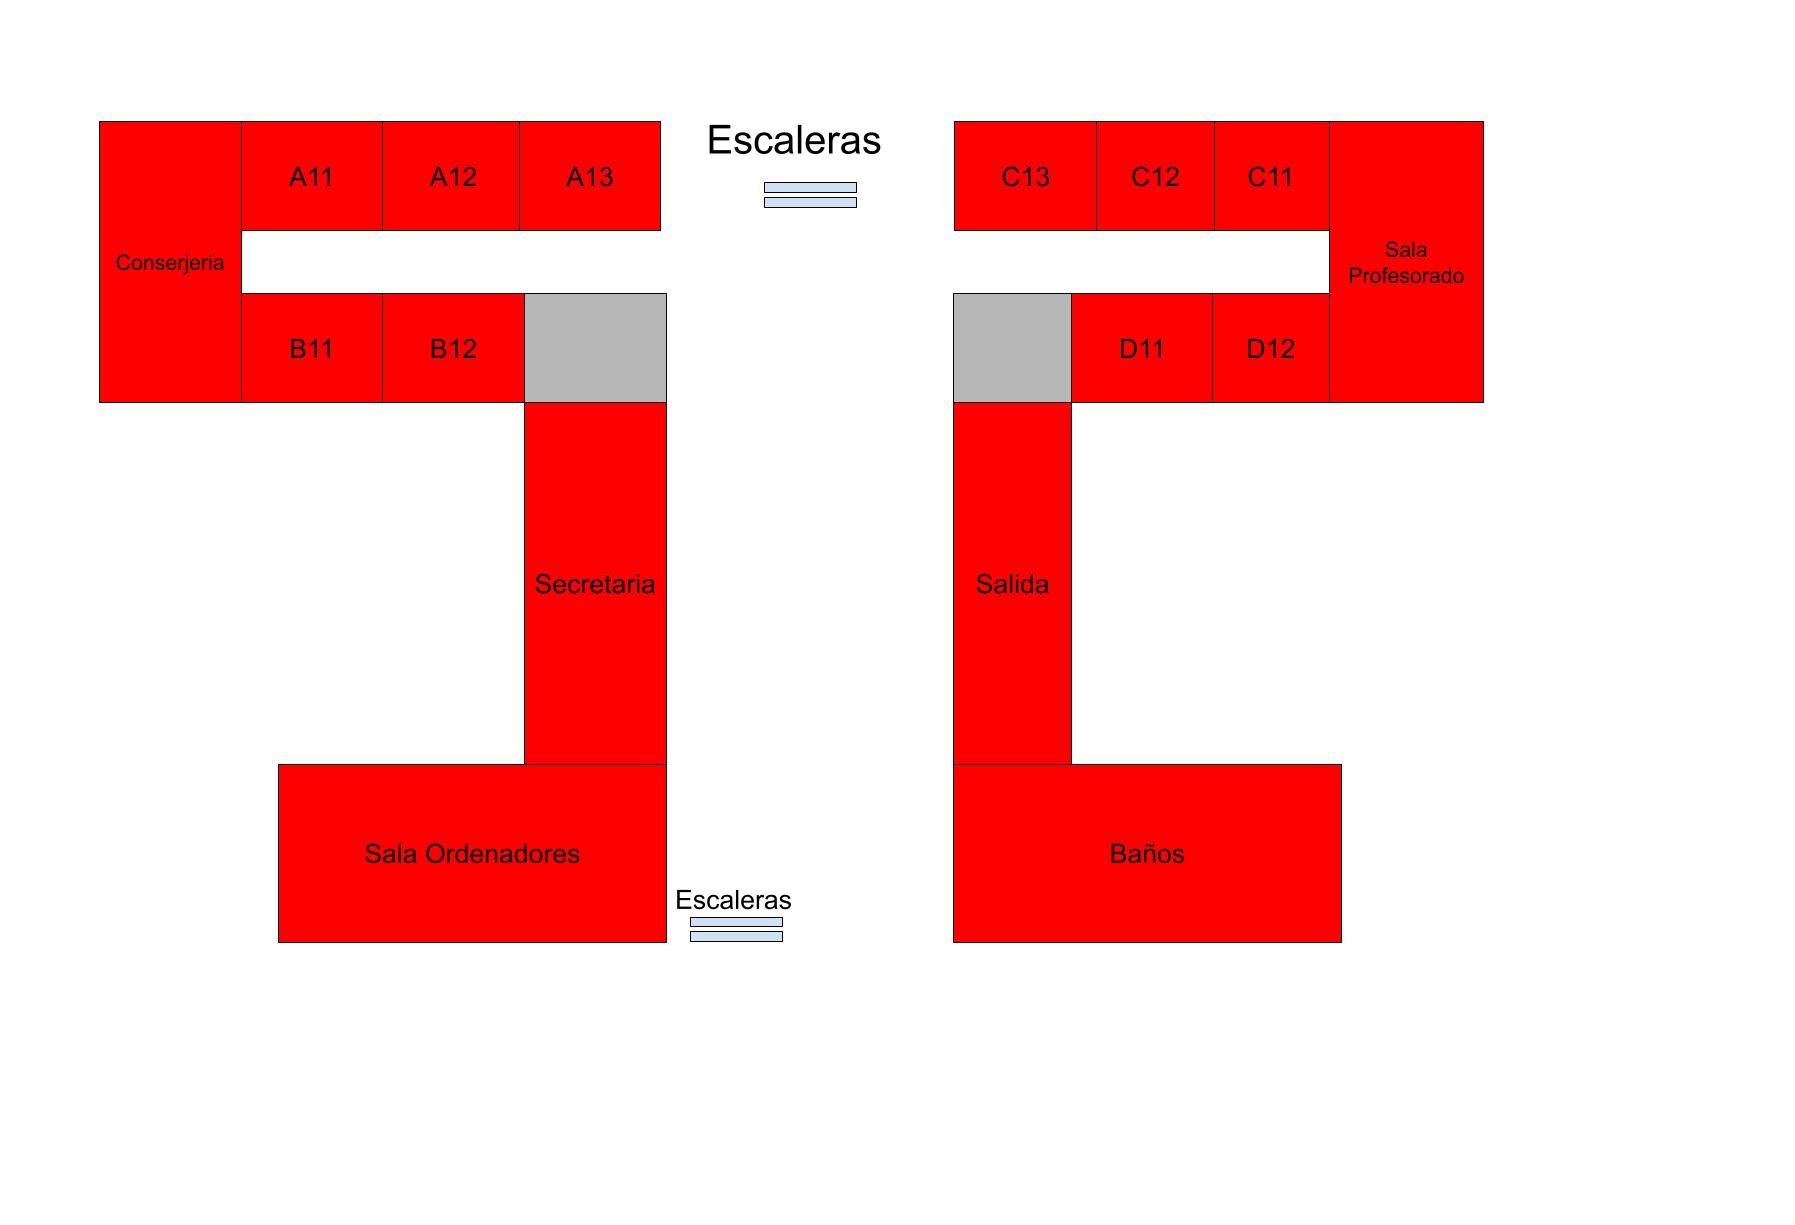 Escaleras
A11
A12
A13
C13
C12
C11
Conserjeria
Sala
Profesorado
B11
B12
D11
D12
Secretaria
Salida
Sala Ordenadores
Baños
Escaleras